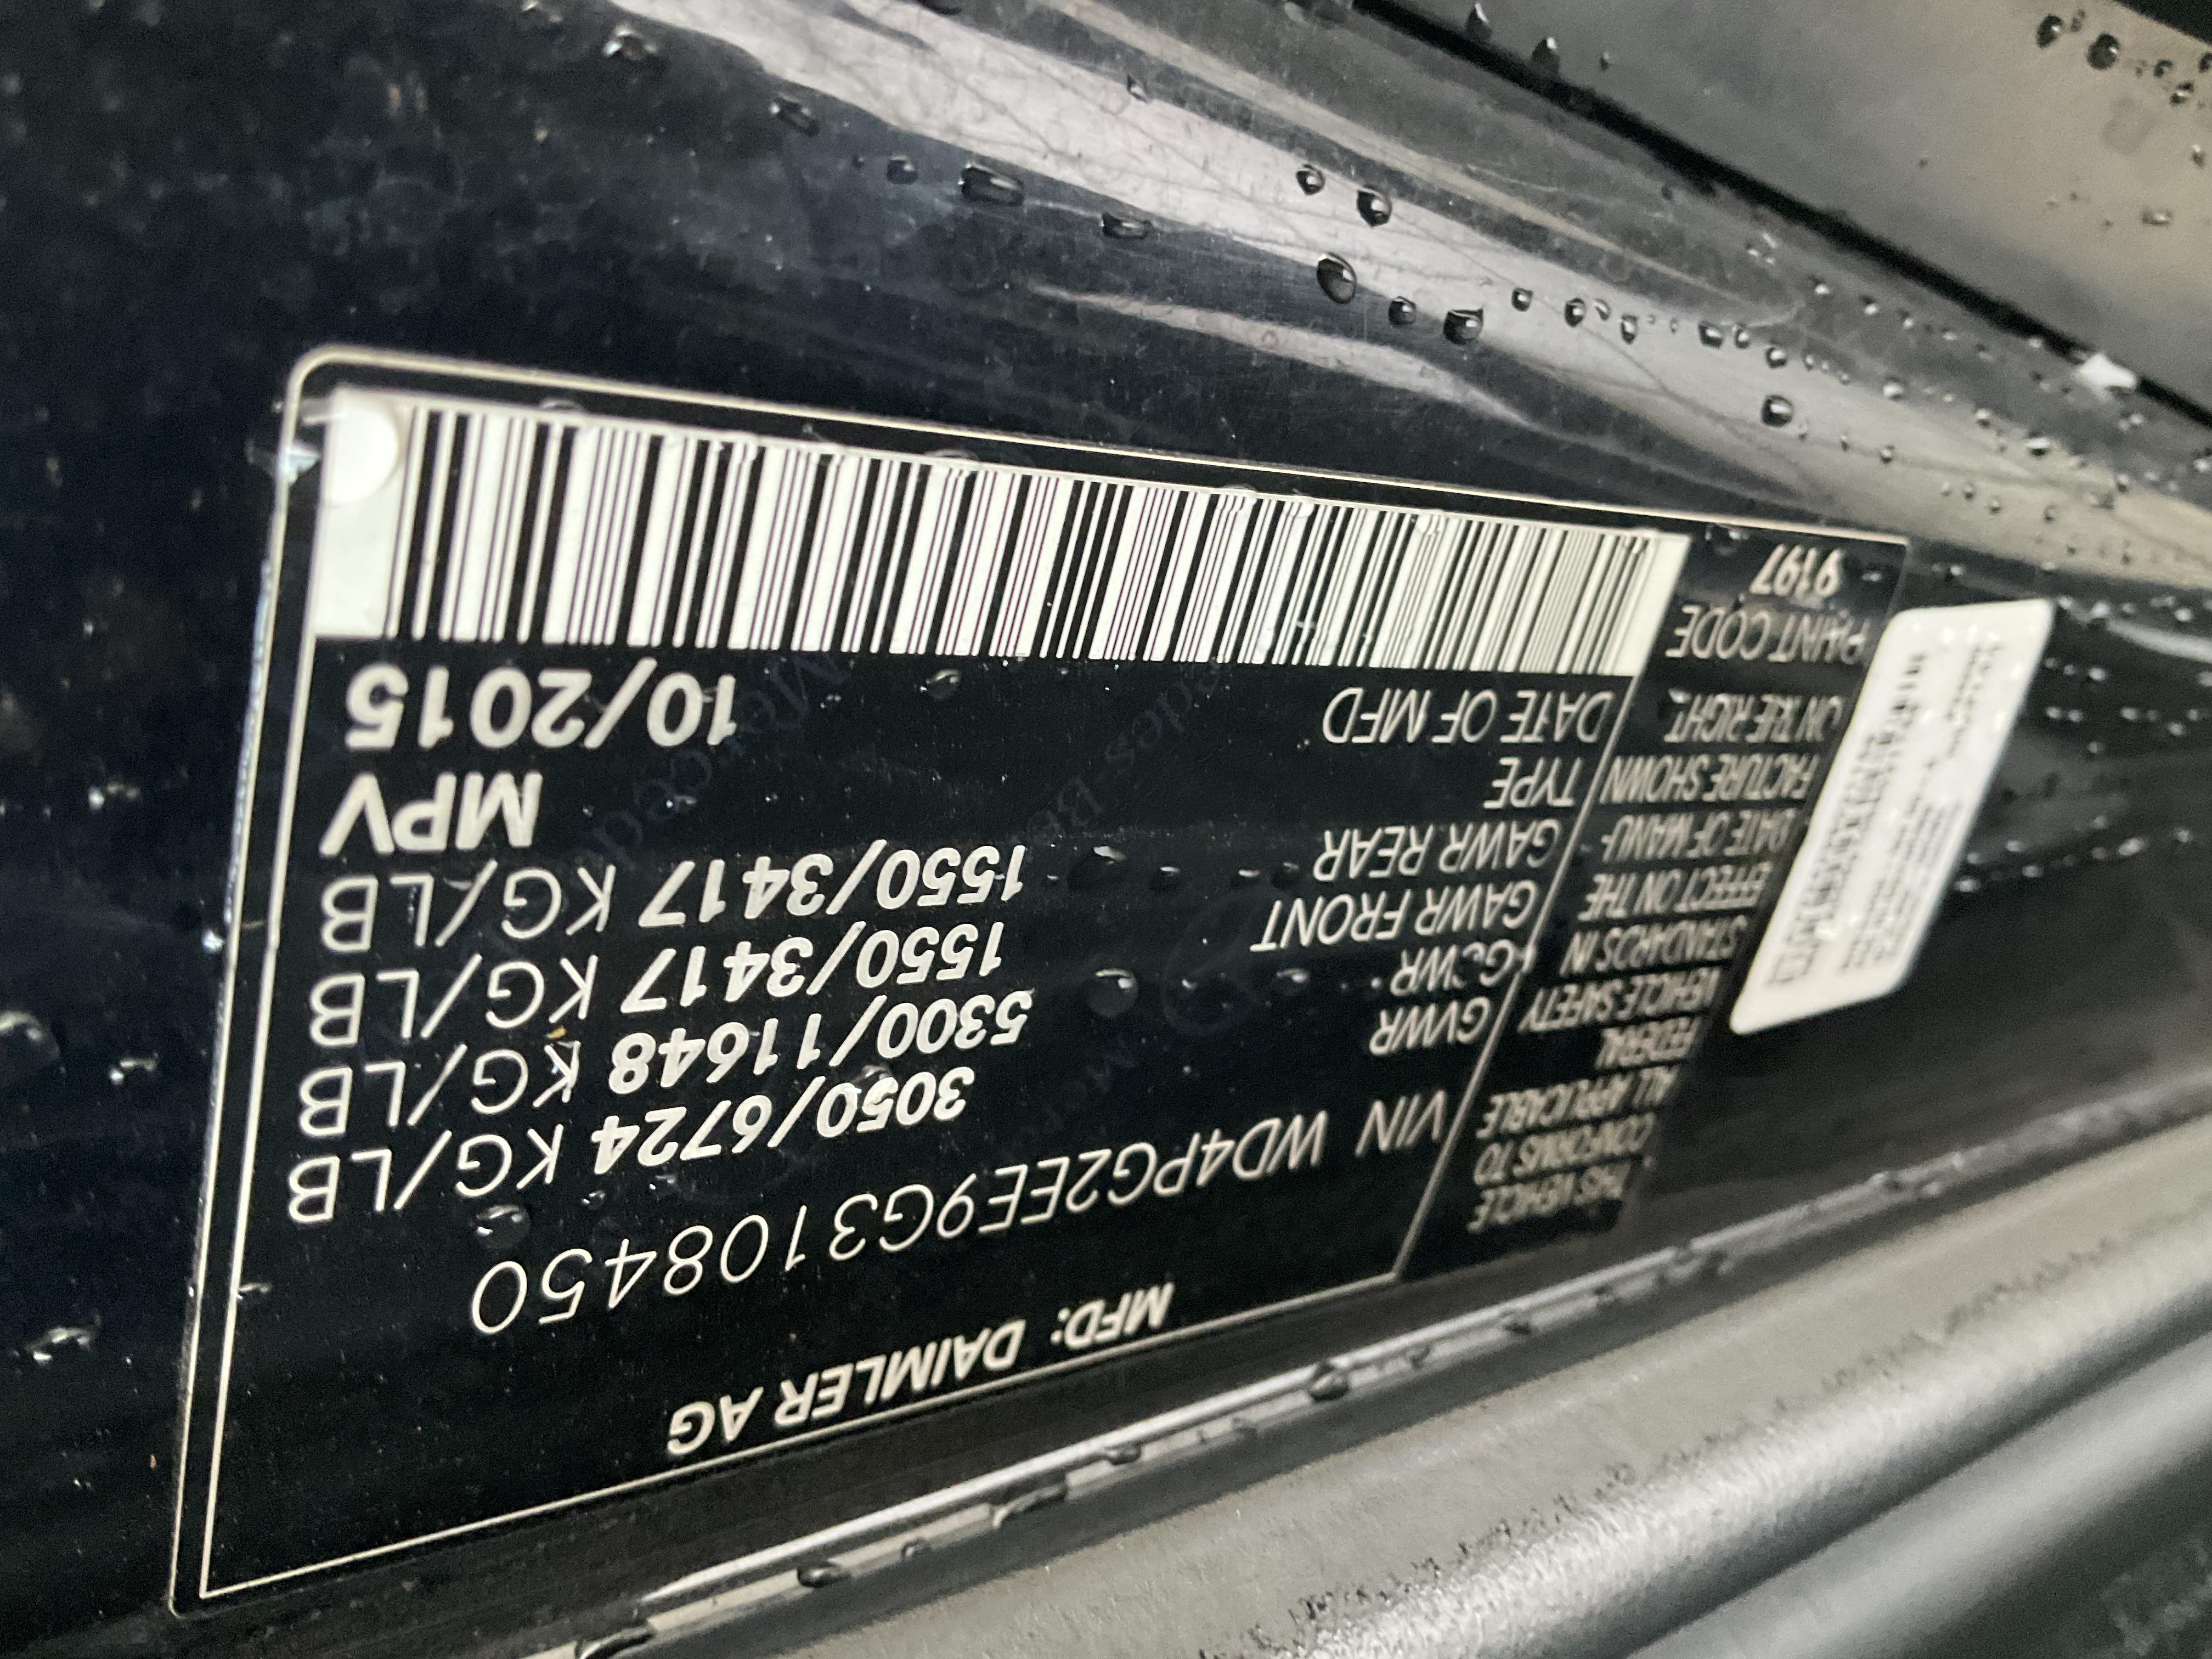 MFD: DAIMLER AG
VIN WD4PG2EE9G3108450
GVWR 3050/6724 KG/LB
GCWR 5300/11648 KG/LB
GAWR FRONT 1550/3417 KG/LB
GAWR REAR 1550/3417 KG/LB
TYPE MPV
DATE OF MFD 10/2015
THIS VEHICLE
CONFORMS TO
ALL APPLICABLE
FEDERAL
VEHICLE SAFETY
STANDARDS IN
EFFECT ON THE
DATE OF MANU-
FACTURE SHOWN
ON THE RIGHT
PAINT CODE
9197